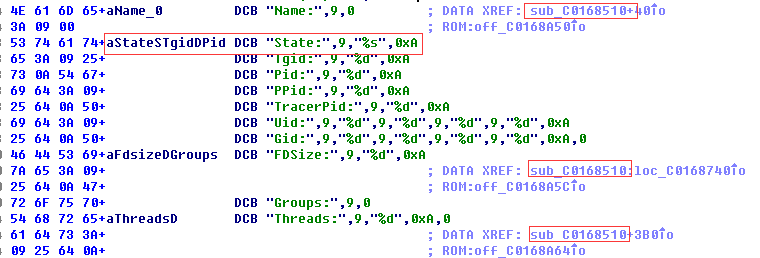 4E 61 6D 65+aName_0 DCB "Name:",9,0 ; DATA XREF: sub_C0168510+40↑o
3A 09 00 ; ROM:off_C0168A50↑o
53 74 61 74+aStateSTgidDPid DCB "State:",9,"%s",0xA
65 3A 09 25+ DCB "Tgid:",9,"%d",0xA
73 0A 54 67+ DCB "Pid:",9,"%d",0xA
69 64 3A 09+ DCB "PPid:",9,"%d",0xA
25 64 0A 50+ DCB "TracerPid:",9,"%d",0xA
69 64 3A 09+ DCB "Uid:",9,"%d",9,"%d",9,"%d",9,"%d",0xA
25 64 0A 50+ DCB "Gid:",9,"%d",9,"%d",9,"%d",9,"%d",0xA,0
46 44 53 69+aFdsizeDGroups DCB "FDSize:",9,"%d",0xA
7A 65 3A 09+ ; DATA XREF: sub_C0168510:loc_C0168740↑o
25 64 0A 47+ ; ROM:off_C0168A5C↑o
72 6F 75 70+ DCB "Groups:",9,0
54 68 72 65+aThreadsD DCB "Threads:",9,"%d",0xA,0
61 64 73 3A+ ; DATA XREF: sub_C0168510+3B0↑o
09 25 64 0A+ ; ROM:off_C0168A64↑o